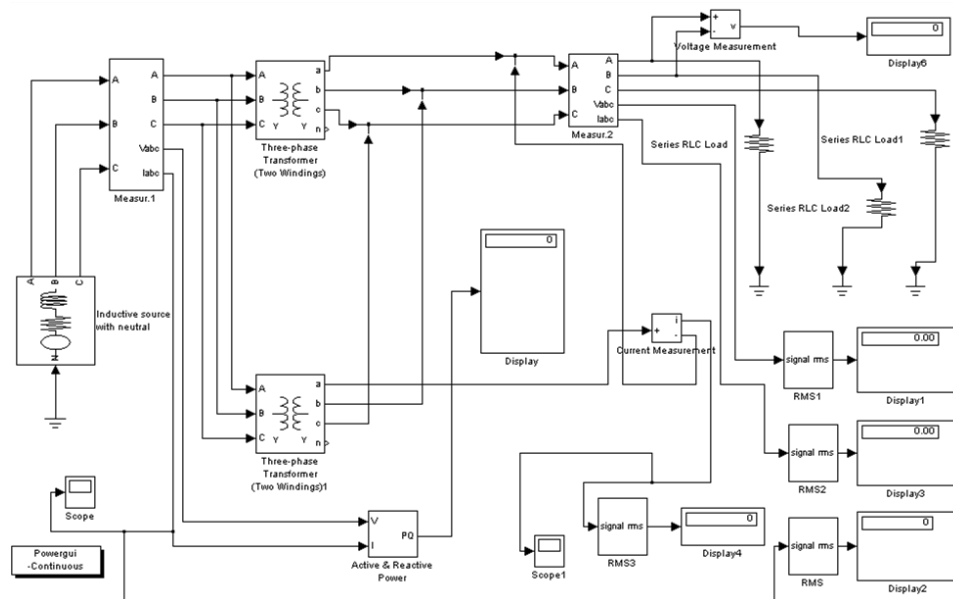 A
B
C
A
B
C
Vabc
Iabc
Measur.1
A
B
C
a
b
c
n
Y
Y
Three-phase
Transformer
(Two Windings)
A
B
C
A
B
C
Vabc
Iabc
Measur.2
+
-
v
Voltage Measurement
0
Display6
Series RLC Load
Series RLC Load1
Series RLC Load2
A
B
C
N
Inductive source
with neutral
0
Display
+
i
-
Current Measurement
A
B
C
a
b
c
n
Y
Y
Three-phase
Transformer
(Two Windings)1
signal rms
RMS1
0.00
Display1
signal rms
RMS2
0.00
Display3
signal rms
RMS
0
Display2
Scope
Powergui
-Continuous
V
I
PQ
Active & Reactive
Power
Scope1
signal rms
RMS3
0
Display4